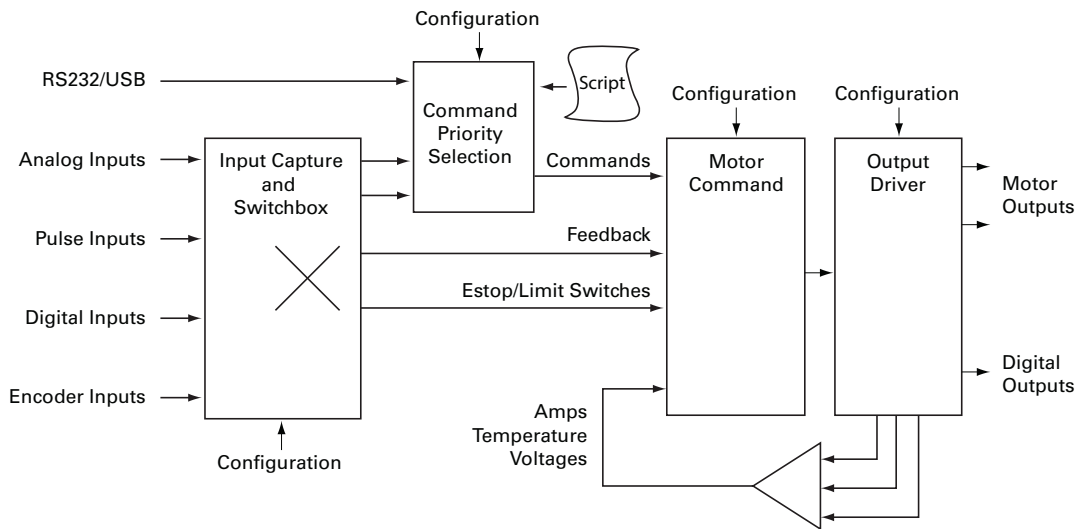 Configuration
RS232/USB
Script
Command
Priority
Selection
Configuration
Configuration
Analog Inputs
Input Capture
and
Switchbox
Commands
Motor
Command
Output
Driver
Motor
Outputs
Pulse Inputs
Feedback
Digital Inputs
Estop/Limit Switches
Encoder Inputs
Digital
Outputs
Amps
Temperature
Voltages
Configuration